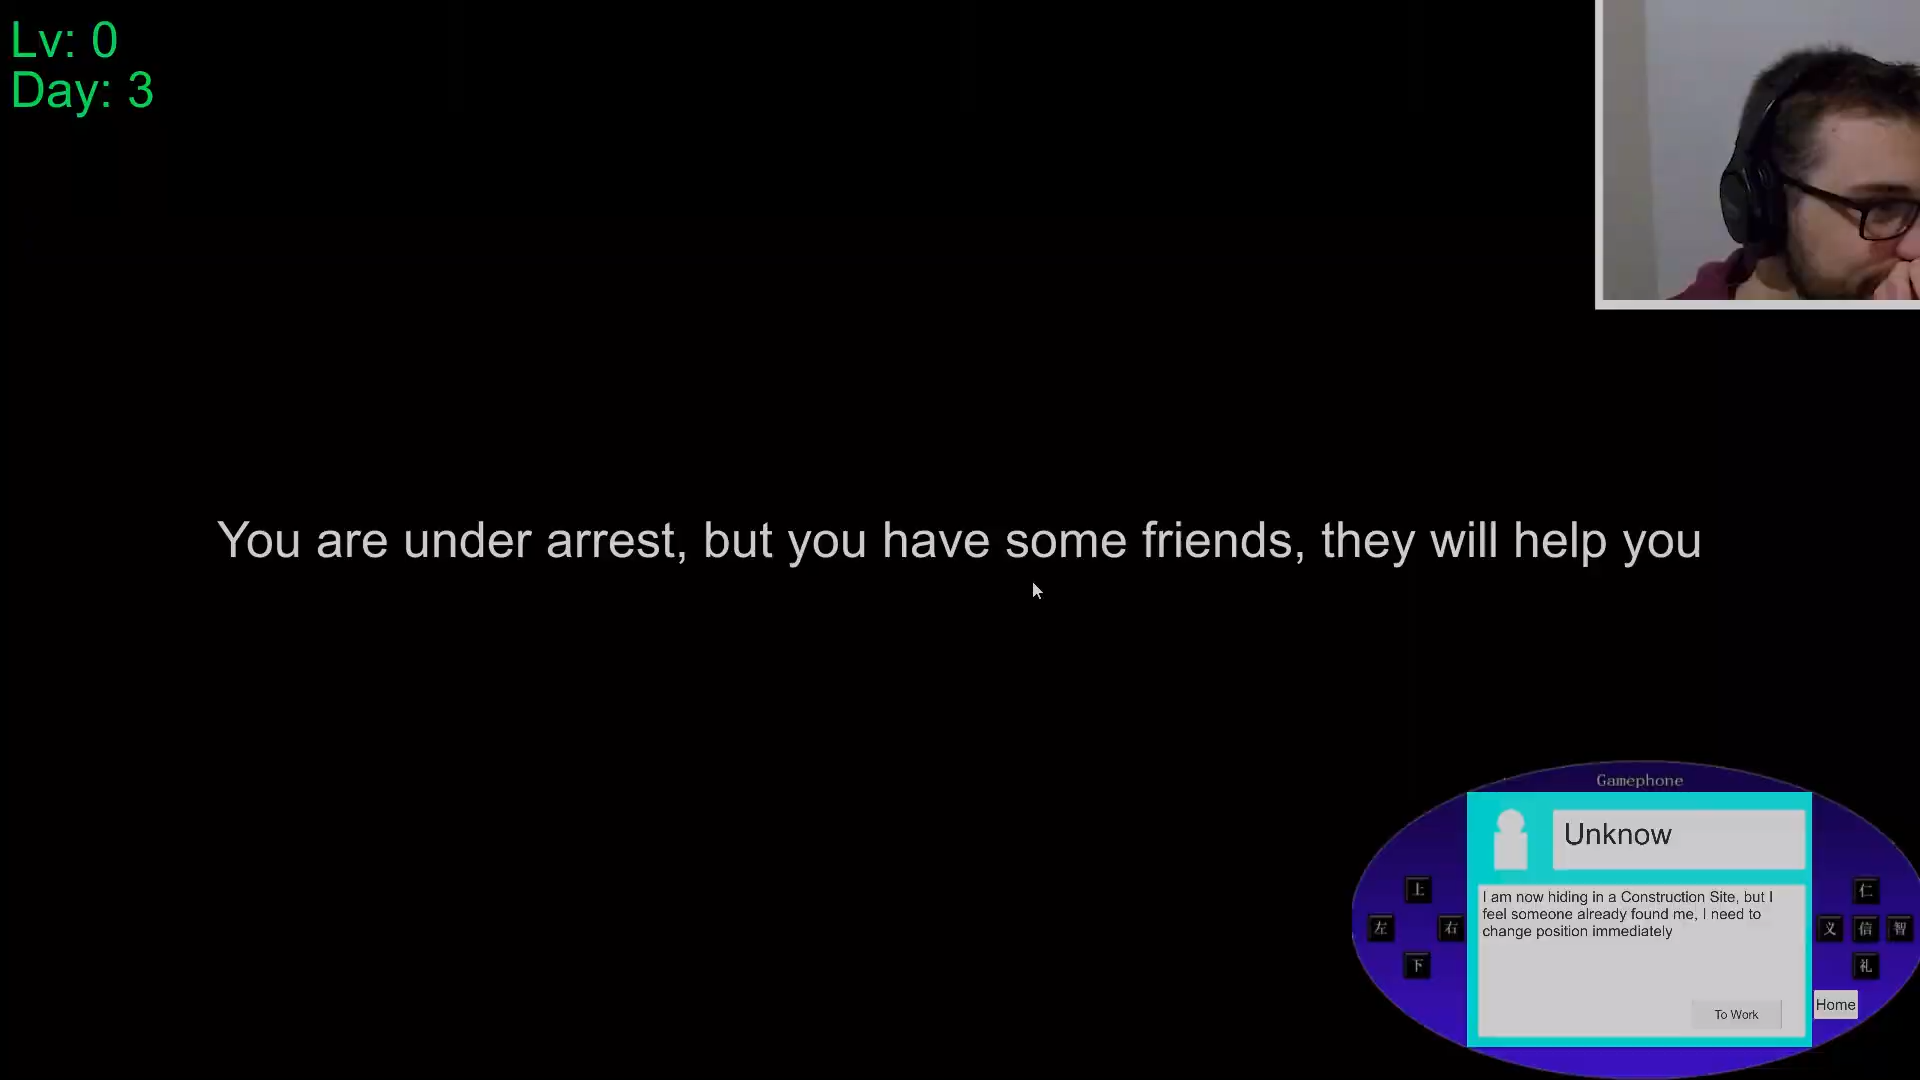 Lv: 0
Day: 3
You are under arrest, but you have some friends, they will help you
Gamephone
Unknow
I am now hiding in a Construction Site, but I
feel someone already found me, I need to
change position immediately
To Work
Home
上
左
右
下
仁
义
信
智
礼